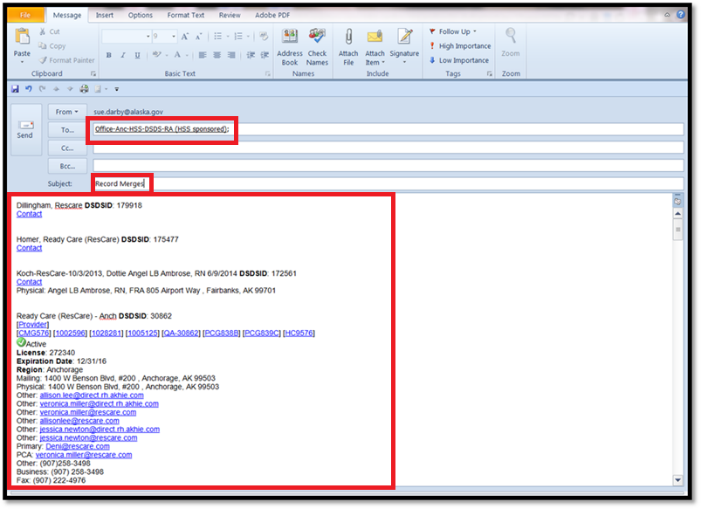 File Message Insert Options Format Text Review Adobe PDF
Cut
Copy
Format Painter
Paste
Clipboard
Basic Text
Address Book
Check Names
Names
Attach File
Attach Item
Signature
Include
Follow Up
High Importance
Low Importance
Tags
Zoom
Zoom
Send
From sue.darby@alaska.gov
To... Office-Anc-HSS-DSDS-RA (HSS sponsored);
Cc...
Bcc...
Subject: Record Merges
Dillingham, Rescare DSDSID: 179918
Contact
Homer, Ready Care (ResCare) DSDSID: 175477
Contact
Koch-ResCare-10/3/2013, Dottie Angel LB Ambrose, RN 6/9/2014 DSDSID: 172561
Contact
Physical: Angel LB Ambrose, RN, FRA 805 Airport Way , Fairbanks, AK 99701
Ready Care (ResCare) - Anch DSDSID: 30862
[Provider]
[CMG576] [1002596] [1028281] [1005125] [QA-30862] [PCG838B] [PCG839C] [HC9576]
Active
License: 272340
Expiration Date: 12/31/16
Region: Anchorage
Mailing: 1400 W Benson Blvd, #200 , Anchorage, AK 99503
Physical: 1400 W Benson Blvd, #200 , Anchorage, AK 99503
Other: allison.lee@direct.rh.akhie.com
Other: veronica.miller@direct.rh.akhie.com
Other: veronica.miller@rescare.com
Other: allisonlee@rescare.com
Other: jessica.newton@direct.rh.akhie.com
Other: jessica.newton@rescare.com
Primary: Deni@rescare.com
PCA: veronica.miller@rescare.com
Other: (907)258-3498
Business: (907) 258-3498
Fax: (907) 222-4976